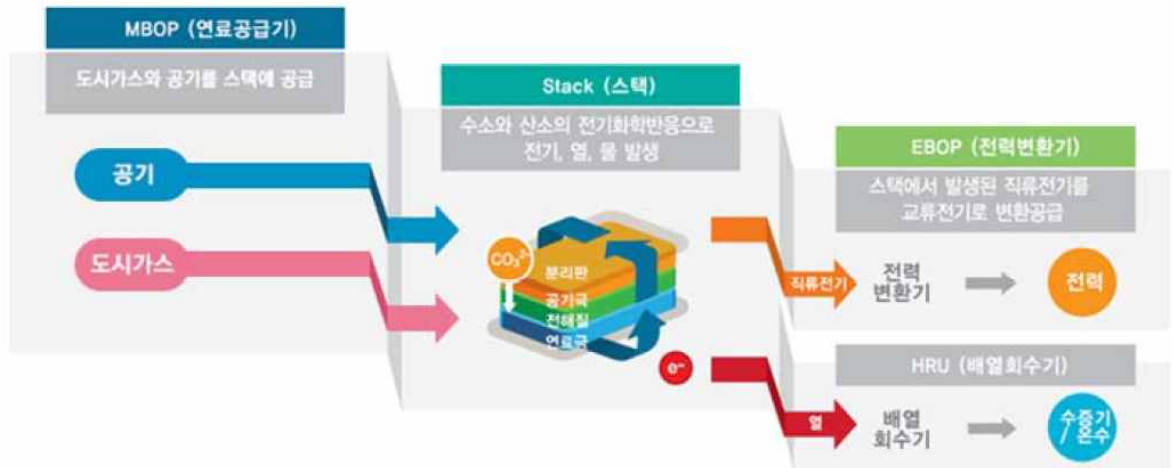 MBOP (연료공급기)
도시가스와 공기를 스택에 공급
공기
도시가스
Stack (스택)
수소와 산소의 전기화학반응으로
전기, 열, 물 발생
CO₃²⁻
분리판
공기극
전해질
연료극
e⁻
EBOP (전력변환기)
스택에서 발생된 직류전기를
교류전기로 변환공급
직류전기
전력
변환기
전력
HRU (배열회수기)
열
배열
회수기
수증기
/ 온수